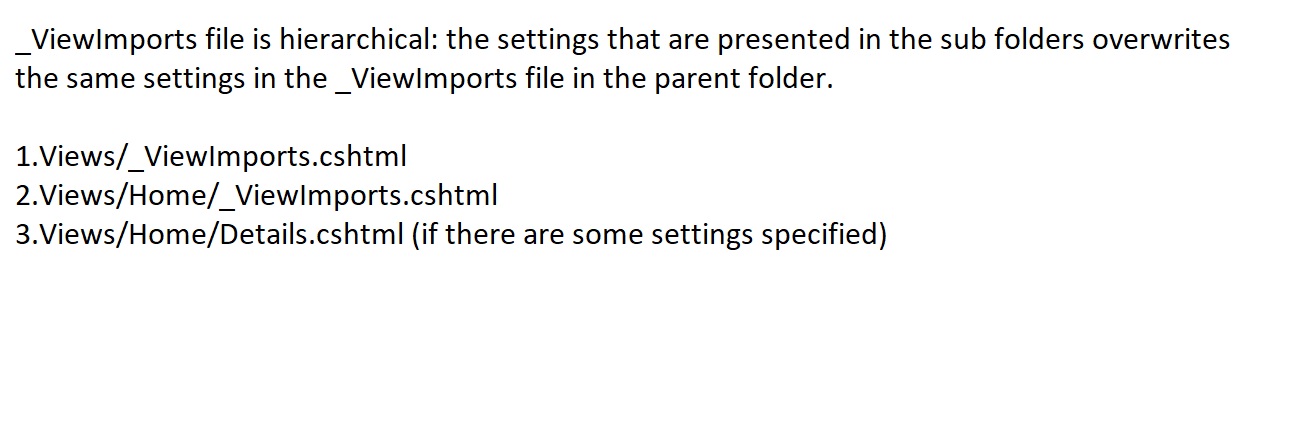 _ViewImports file is hierarchical: the settings that are presented in the sub folders overwrites
the same settings in the _ViewImports file in the parent folder.
1.Views/_ViewImports.cshtml
2.Views/Home/_ViewImports.cshtml
3.Views/Home/Details.cshtml (if there are some settings specified)